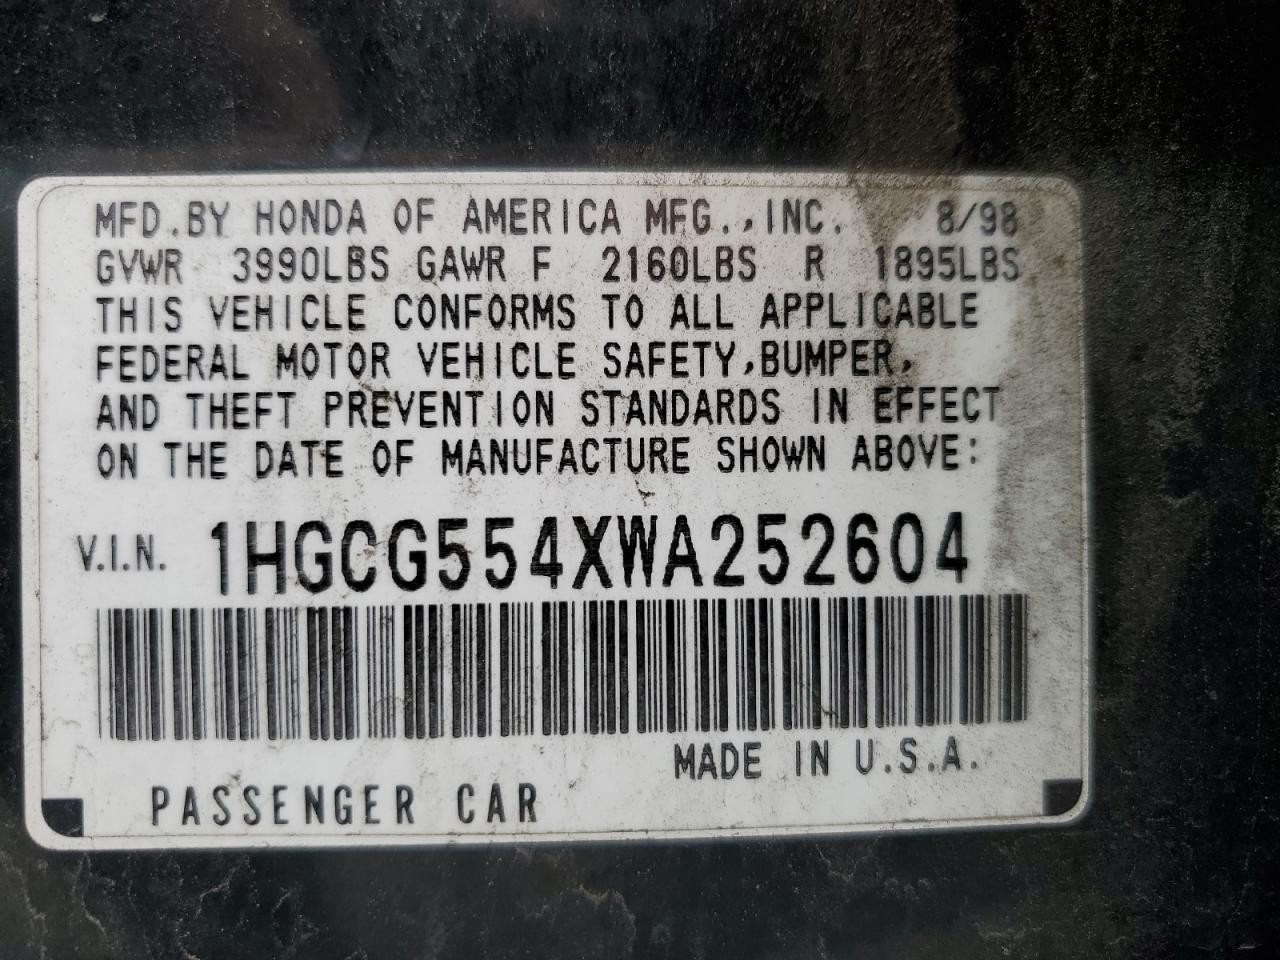 MFD.BY HONDA OF AMERICA MFG.,INC. 8/98
GVWR 3990LBS GAWR F 2160LBS R 1895LBS
THIS VEHICLE CONFORMS TO ALL APPLICABLE
FEDERAL MOTOR VEHICLE SAFETY,BUMPER,
AND THEFT PREVENTION STANDARDS IN EFFECT
ON THE DATE OF MANUFACTURE SHOWN ABOVE:
V.I.N. 1HGCG554XWA252604
MADE IN U.S.A.
PASSENGER CAR